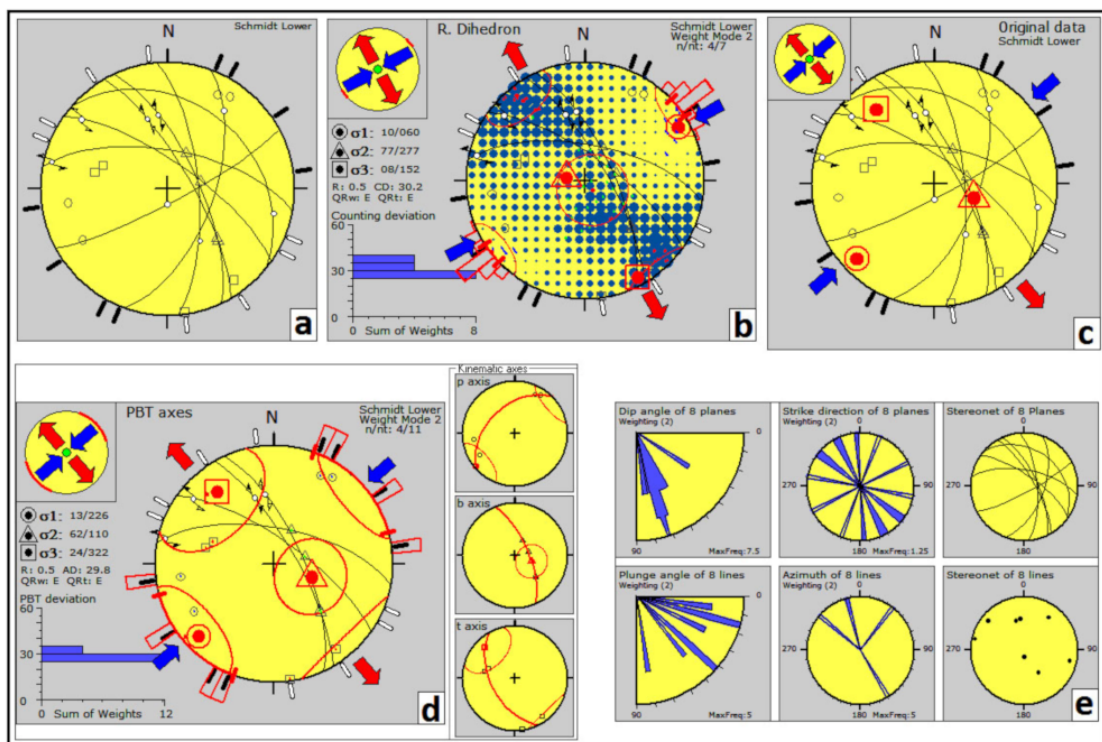 Schmidt Lower
N
a
R. Dihedron
Schmidt Lower
Weight Mode 2
n/nt: 4/7
N
σ1: 10/060
σ2: 77/277
σ3: 08/152
R: 0.5 CD: 30.2
QRw: E QRt: E
Counting deviation
60
30
0
0 Sum of Weights 8
b
Original data
Schmidt Lower
N
c
PBT axes
Schmidt Lower
Weight Mode 2
n/nt: 4/11
N
σ1: 13/226
σ2: 62/110
σ3: 24/322
R: 0.5 AD: 29.8
QRw: E QRt: E
PBT deviation
60
30
0
0 Sum of Weights 12
d
Kinematic axes
p axis
b axis
t axis
Dip angle of 8 planes
Weighting (2)
0
90
MaxFreq: 7.5
Strike direction of 8 planes
Weighting (2)
0
270
90
180
MaxFreq: 1.25
Stereonet of 8 Planes
0
270
90
180
Plunge angle of 8 lines
Weighting (2)
0
90
MaxFreq: 5
Azimuth of 8 lines
Weighting (2)
0
270
90
180
MaxFreq: 5
Stereonet of 8 lines
0
270
90
180
e